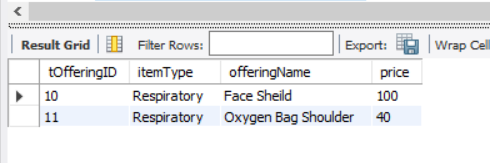 Result Grid Filter Rows: Export: Wrap Cell
tOfferingID itemType offeringName price
10 Respiratory Face Sheild 100
11 Respiratory Oxygen Bag Shoulder 40